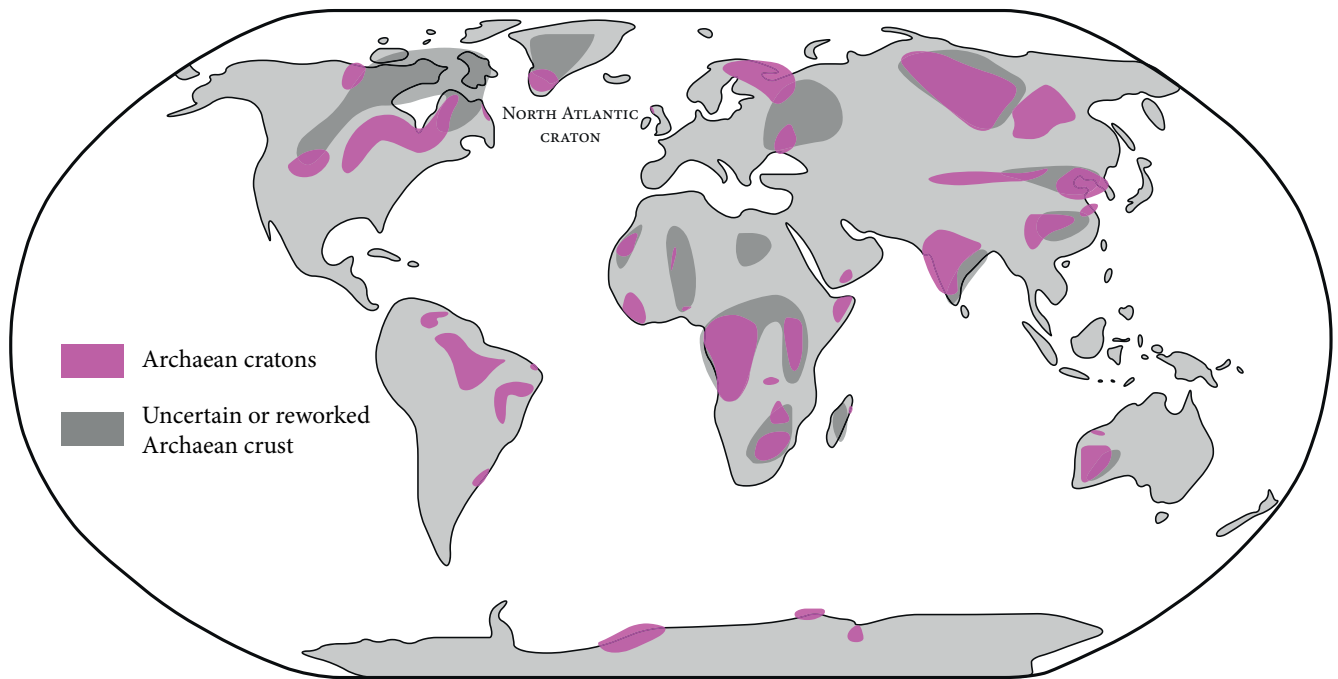 North Atlantic
craton
Archaean cratons
Uncertain or reworked
Archaean crust